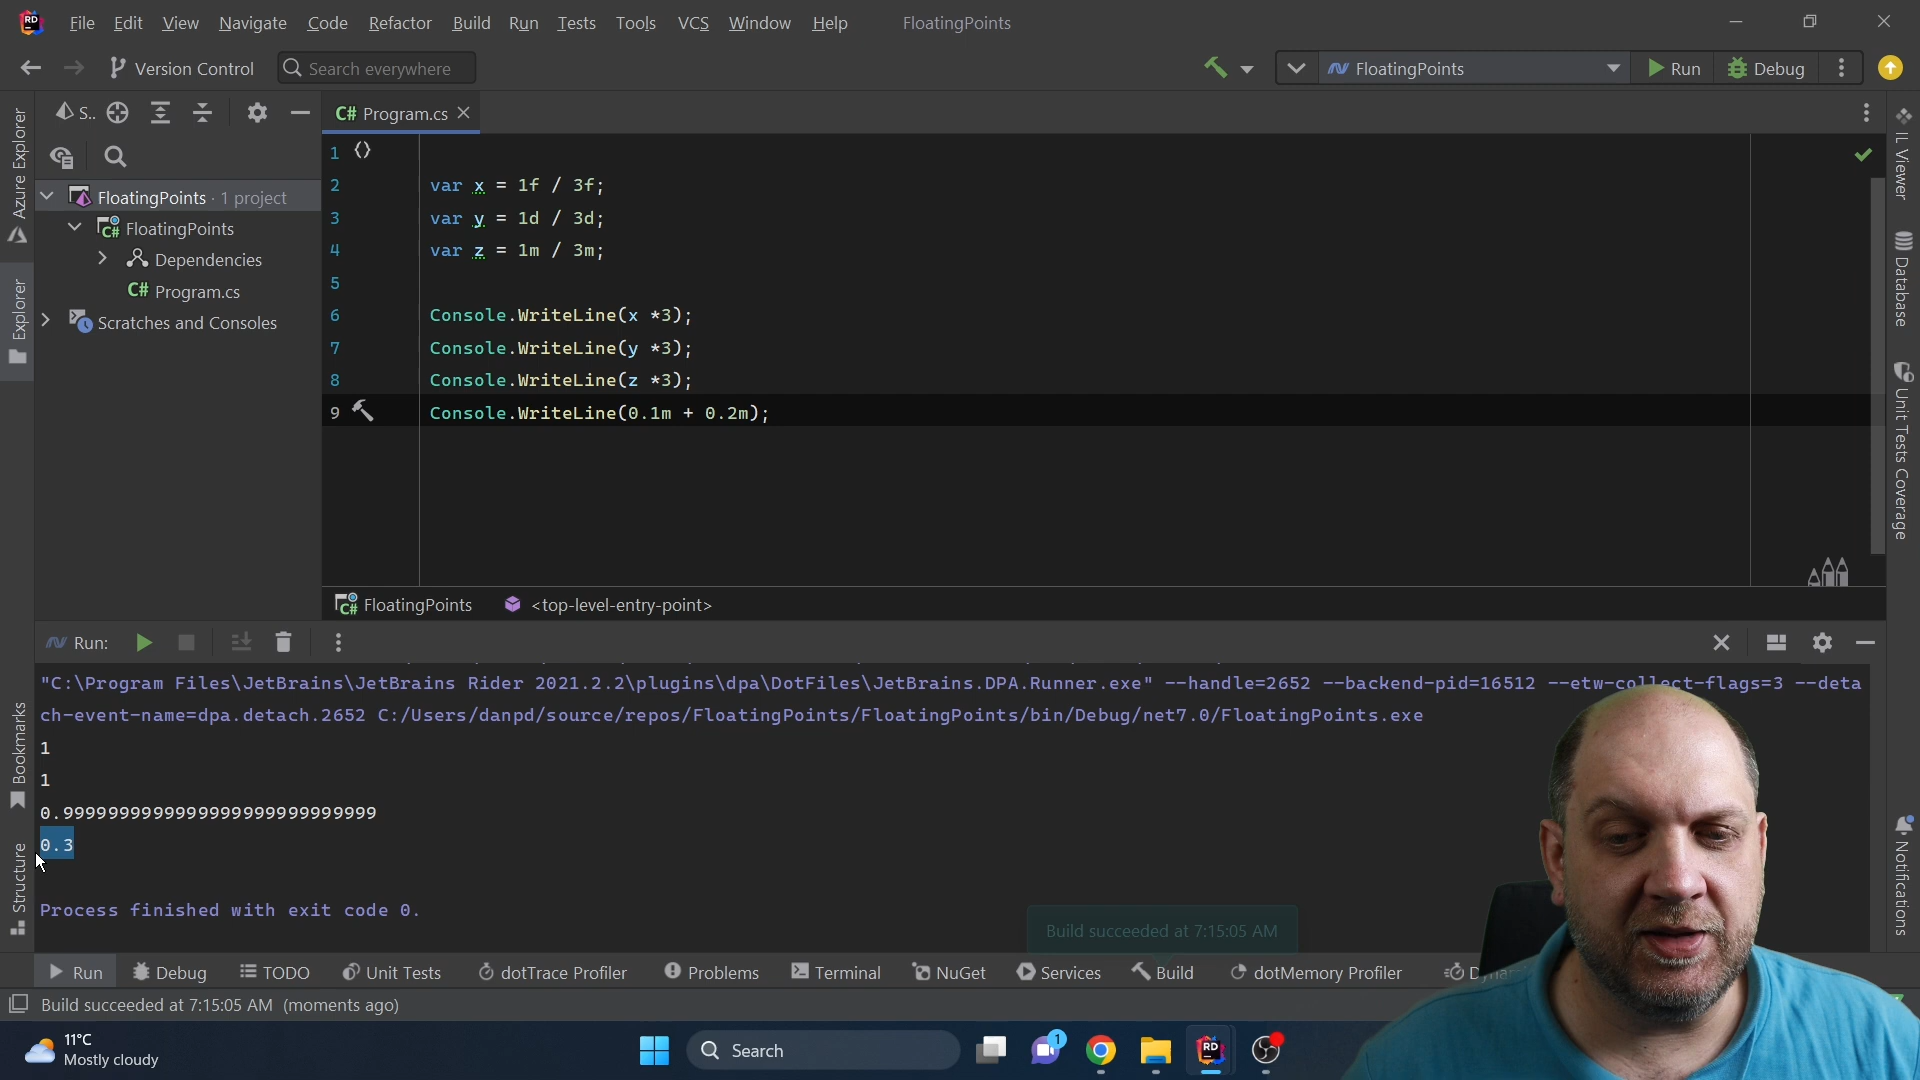 File Edit View Navigate Code Refactor Build Run Tests Tools VCS Window Help FloatingPoints
Version Control Search everywhere FloatingPoints Run Debug
S.. C# Program.cs
Azure Explorer
Explorer
Bookmarks
Structure
FloatingPoints · 1 project
FloatingPoints
Dependencies
C# Program.cs
Scratches and Consoles
1
2 var x = 1f / 3f;
3 var y = 1d / 3d;
4 var z = 1m / 3m;
5
6 Console.WriteLine(x *3);
7 Console.WriteLine(y *3);
8 Console.WriteLine(z *3);
9 Console.WriteLine(0.1m + 0.2m);
IL Viewer
Database
Unit Tests Coverage
Notifications
C# FloatingPoints <top-level-entry-point>
Run:
"C:\Program Files\JetBrains\JetBrains Rider 2021.2.2\plugins\dpa\DotFiles\JetBrains.DPA.Runner.exe" --handle=2652 --backend-pid=16512 --etw-collect-flags=3 --deta
ch-event-name=dpa.detach.2652 C:/Users/danpd/source/repos/FloatingPoints/FloatingPoints/bin/Debug/net7.0/FloatingPoints.exe
1
1
0.9999999999999999999999999999
0.3
Process finished with exit code 0.
Build succeeded at 7:15:05 AM
Run Debug TODO Unit Tests dotTrace Profiler Problems Terminal NuGet Services Build dotMemory Profiler
Build succeeded at 7:15:05 AM (moments ago)
11°C
Mostly cloudy
Search
1
RD